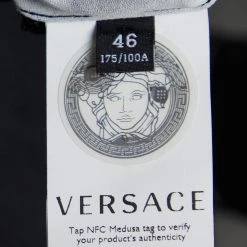 46
175/100A
VERSACE
Tap NFC Medusa tag to verify
your product's authenticity